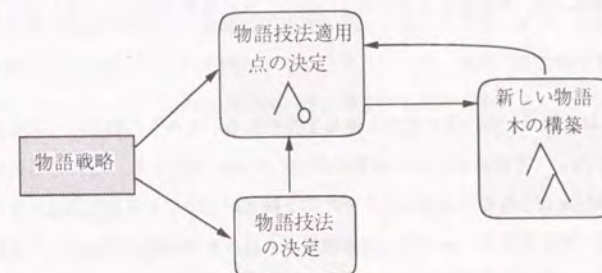 物語技法適用
点の決定
新しい物語
木の構築
物語戦略
物語技法
の決定